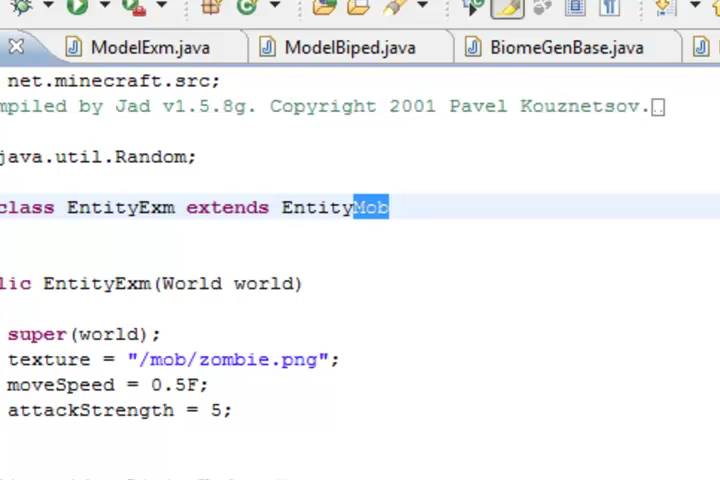 ModelExm.java ModelBiped.java BiomeGenBase.java
net.minecraft.src;
mpiled by Jad v1.5.8g. Copyright 2001 Pavel Kouznetsov.
java.util.Random;
class EntityExm extends EntityMob
lic EntityExm(World world)
super(world);
texture = "/mob/zombie.png";
moveSpeed = 0.5F;
attackStrength = 5;